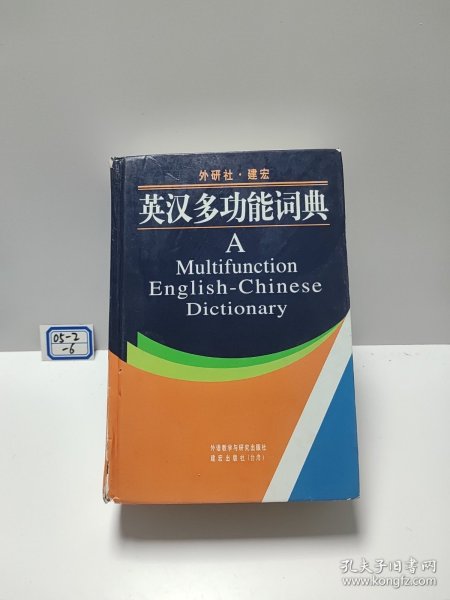 外研社·建宏
英汉多功能词典
A
Multifunction
English-Chinese
Dictionary
05-2
-6
外语教学与研究出版社
建宏出版社(台湾)
孔夫子旧书网
www.kongfz.com